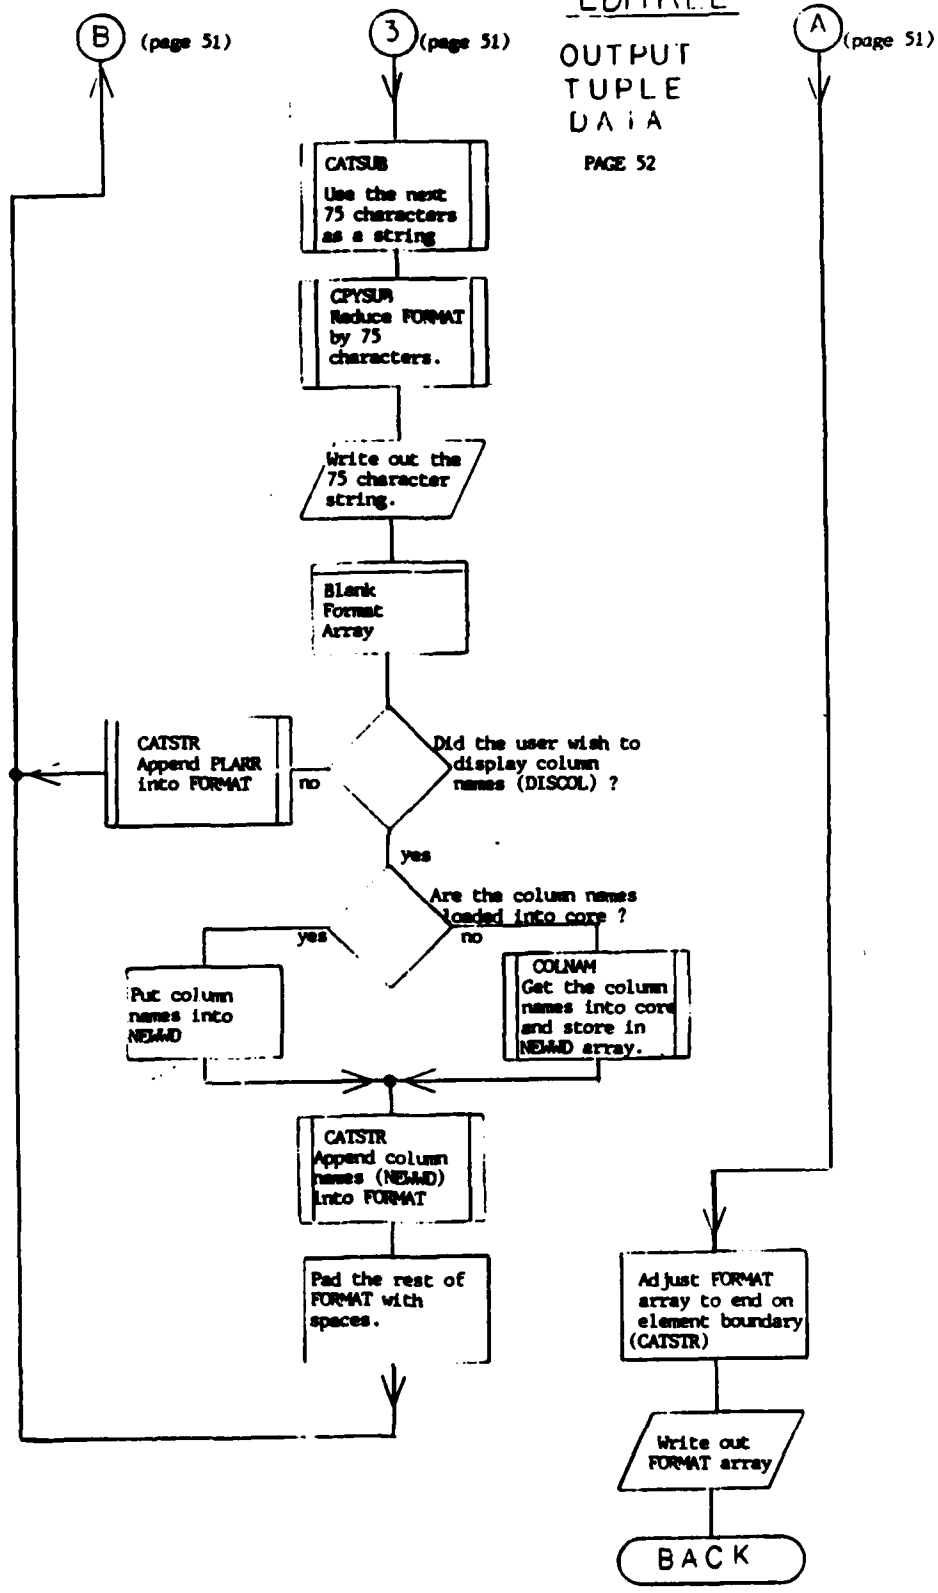 B (page 51)
3 (page 51)
A (page 51)
OUTPUT
TUPLE
DATA
PAGE 52
CATSUB
Use the next
75 characters
as a string
CPYSUB
Reduce FORMAT
by 75
characters.
Write out the
75 character
string.
Blank
Format
Array
Did the user wish to
display column
names (DISCOL) ?
no
CATSTR
Append PLARR
into FORMAT
yes
Are the column names
loaded into core ?
yes
no
Put column
names into
NEWWD
COLNAM
Get the column
names into core
and store in
NEWWD array.
CATSTR
Append column
names (NEWWD)
into FORMAT
Pad the rest of
FORMAT with
spaces.
Adjust FORMAT
array to end on
element boundary
(CATSTR)
Write out
FORMAT array
BACK